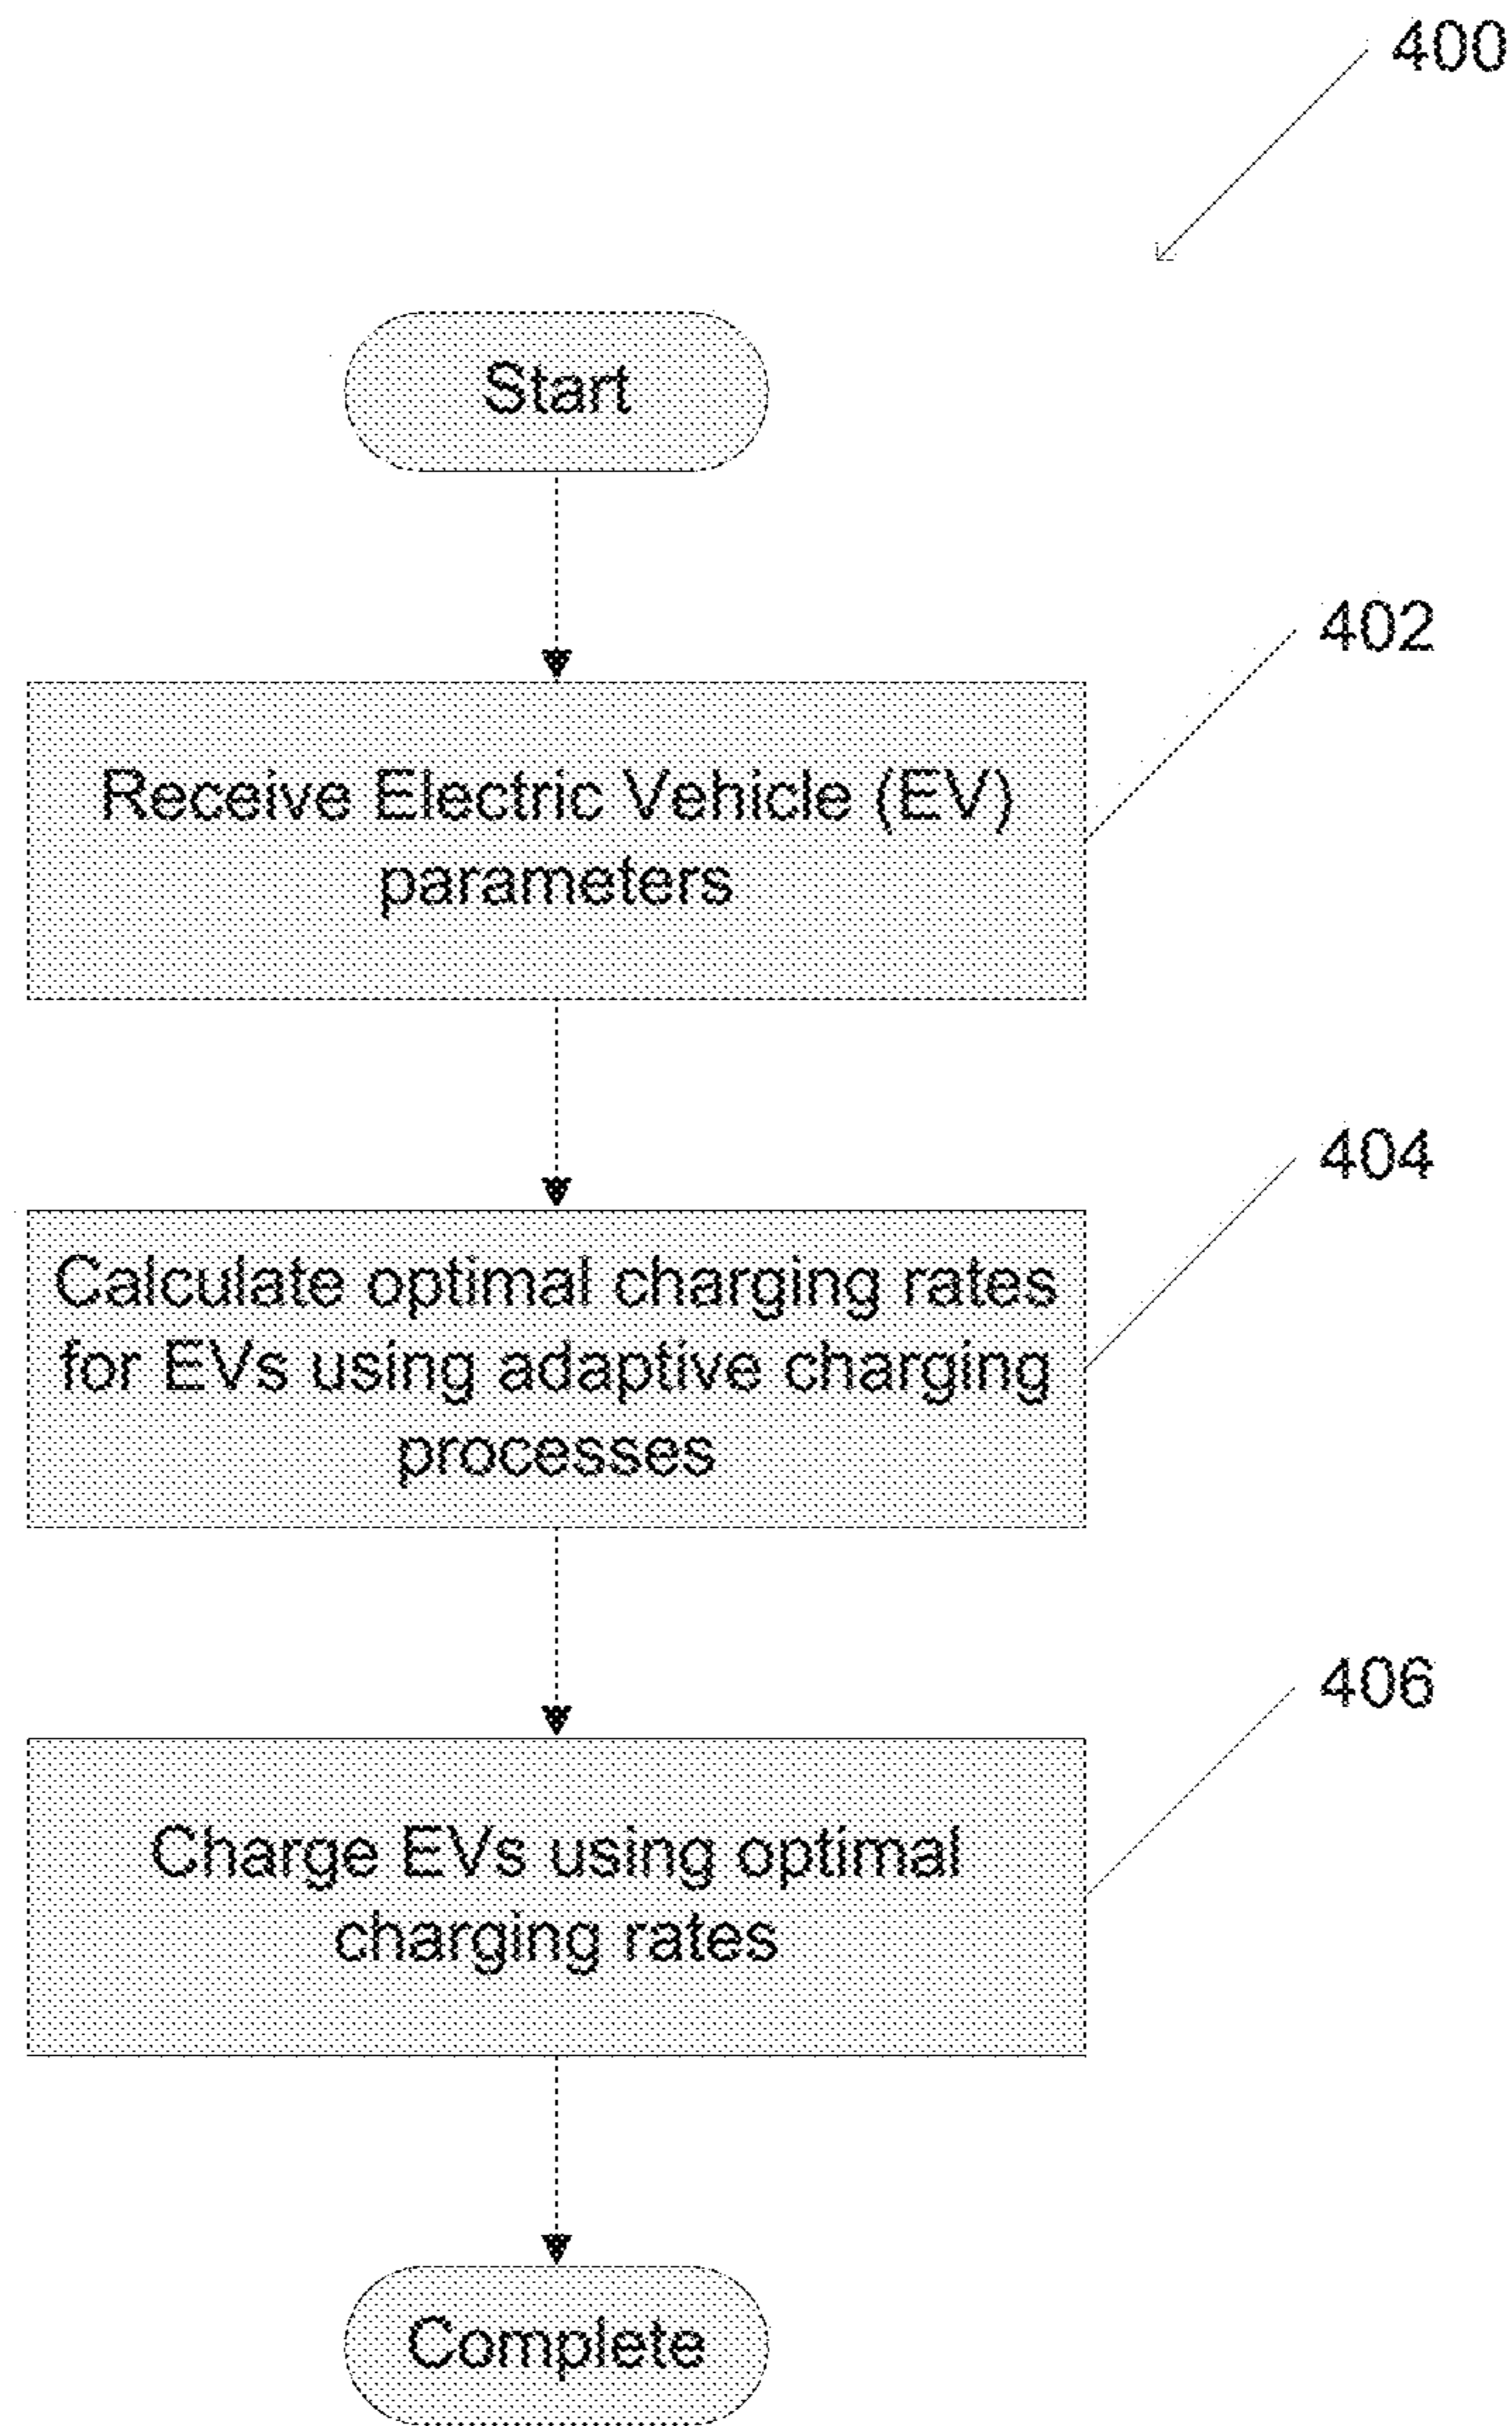 400
Start
402
Receive Electric Vehicle (EV)
parameters
404
Calculate optimal charging rates
for EVs using adaptive charging
processes
406
Charge EVs using optimal
charging rates
Complete